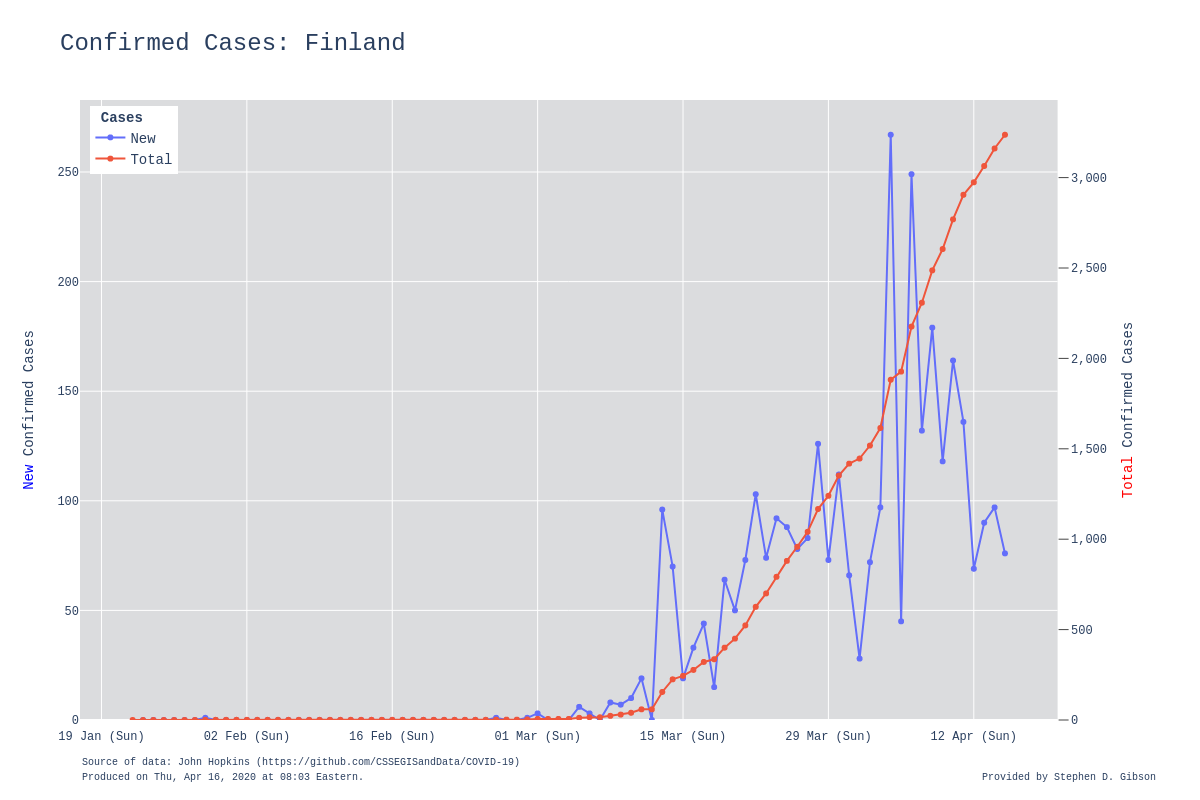 Confirmed Cases: Finland
Cases
New
Total
250
200
150
100
50
0
3,000
2,500
2,000
1,500
1,000
500
0
New Confirmed Cases
Total Confirmed Cases
19 Jan (Sun)
02 Feb (Sun)
16 Feb (Sun)
01 Mar (Sun)
15 Mar (Sun)
29 Mar (Sun)
12 Apr (Sun)
Source of data: John Hopkins (https://github.com/CSSEGISandData/COVID-19)
Produced on Thu, Apr 16, 2020 at 08:03 Eastern.
Provided by Stephen D. Gibson